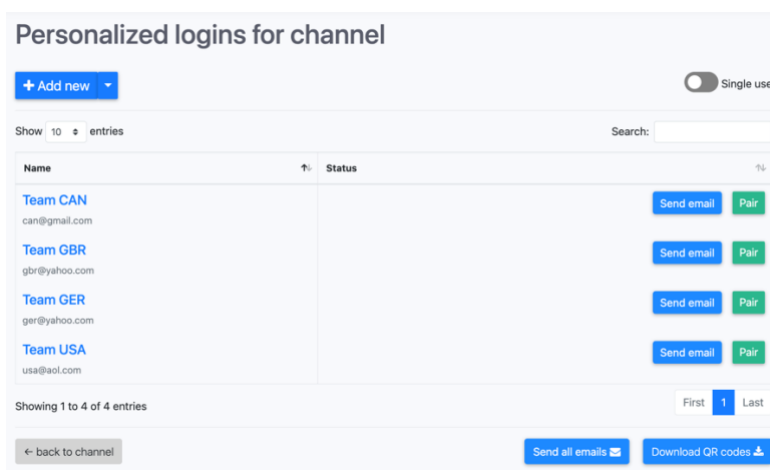 Personalized logins for channel
+ Add new
Single use
Show 10 entries
Search:
Name Status
Team CAN
can@gmail.com
Send email Pair
Team GBR
gbr@yahoo.com
Send email Pair
Team GER
ger@yahoo.com
Send email Pair
Team USA
usa@aol.com
Send email Pair
Showing 1 to 4 of 4 entries
First 1 Last
← back to channel
Send all emails
Download QR codes